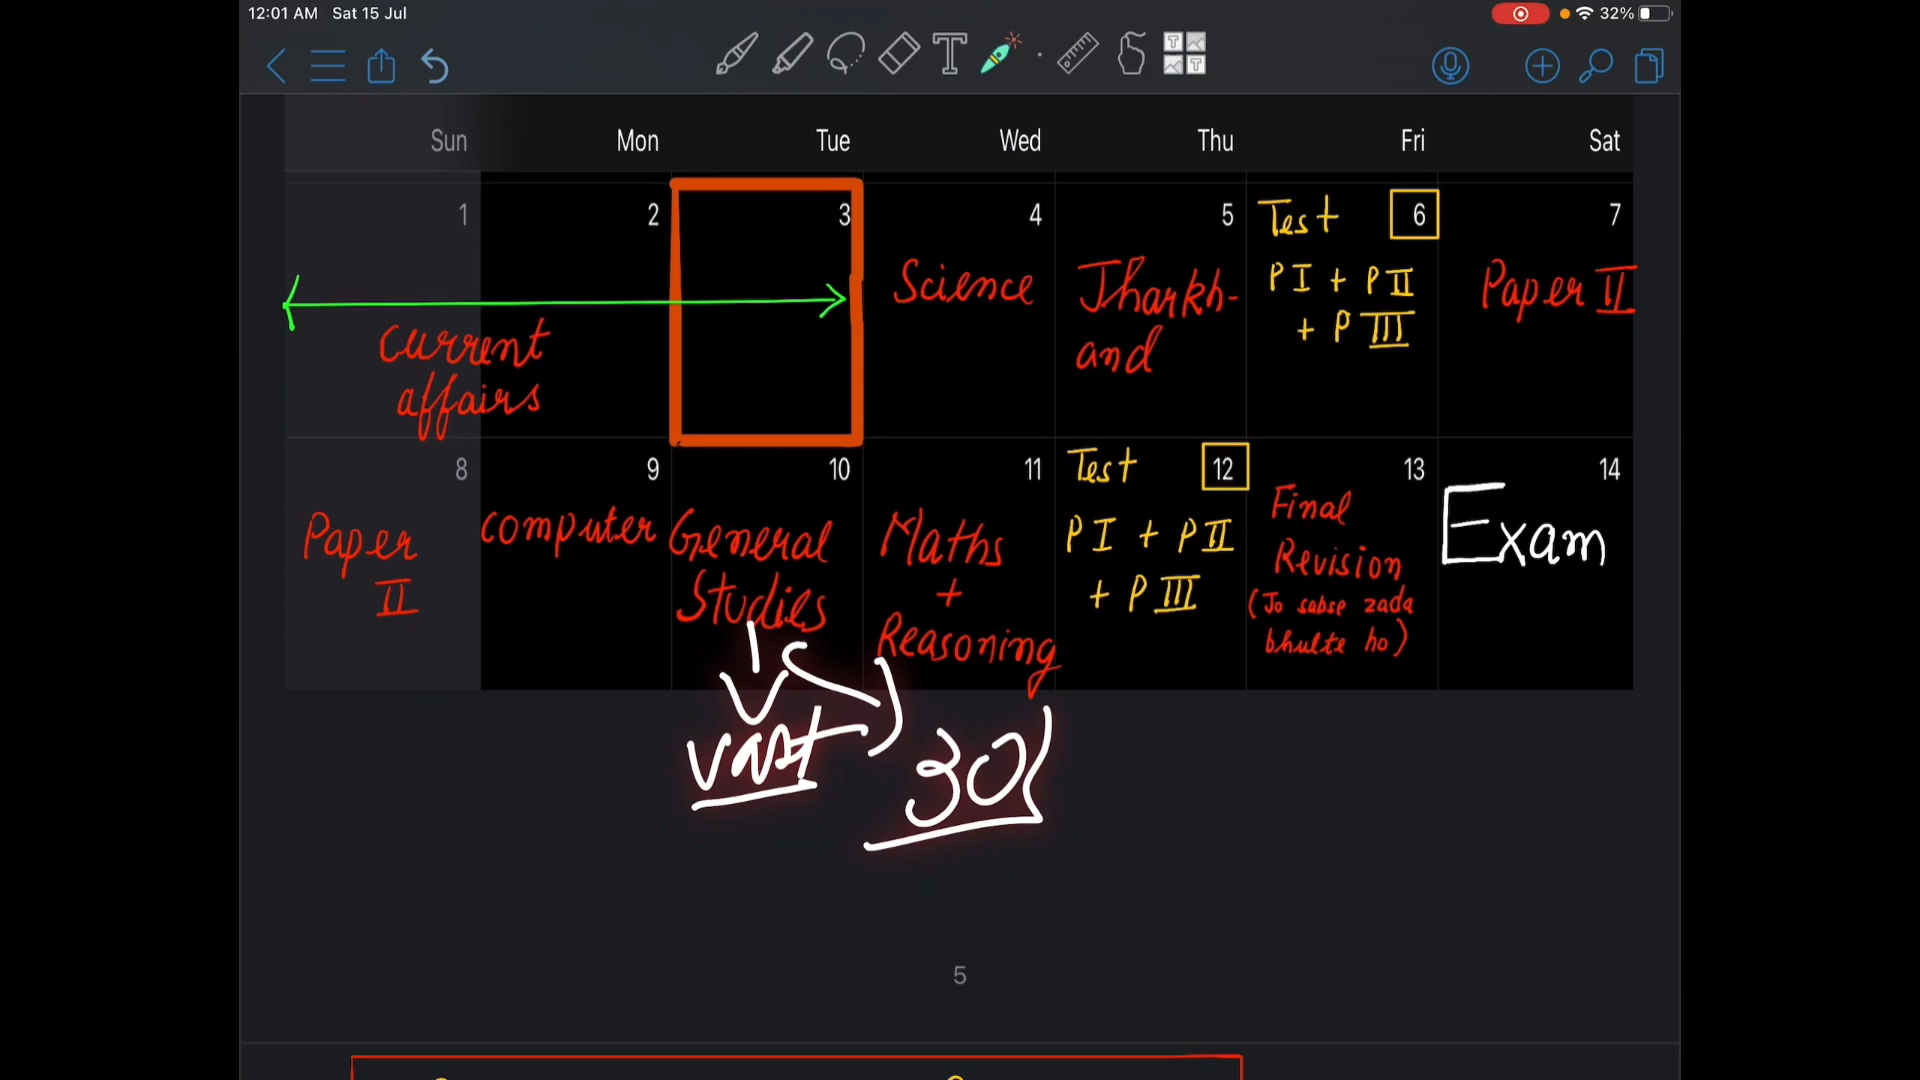 12:01 AM Sat 15 Jul
32%
Sun Mon Tue Wed Thu Fri Sat
1 2 3 4 5 Test 6 7
Science Jharkh- PI + PII Paper II
and + PIII
Current
affairs
8 9 10 11 Test 12 13 14
Paper Computer General Maths PI + PII Final Exam
II Studies + + PIII Revision
Reasoning (Jo sabse zada
bhulte ho)
vast 30
5